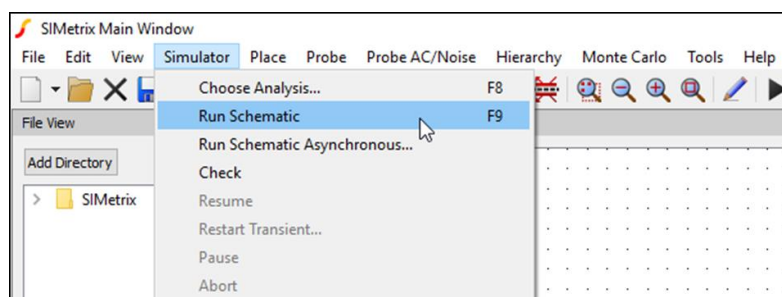 SIMetrix Main Window
File Edit View Simulator Place Probe Probe AC/Noise Hierarchy Monte Carlo Tools Help
Choose Analysis... F8
File View
Run Schematic F9
Run Schematic Asynchronous...
Add Directory
Check
SIMetrix
Resume
Restart Transient...
Pause
Abort